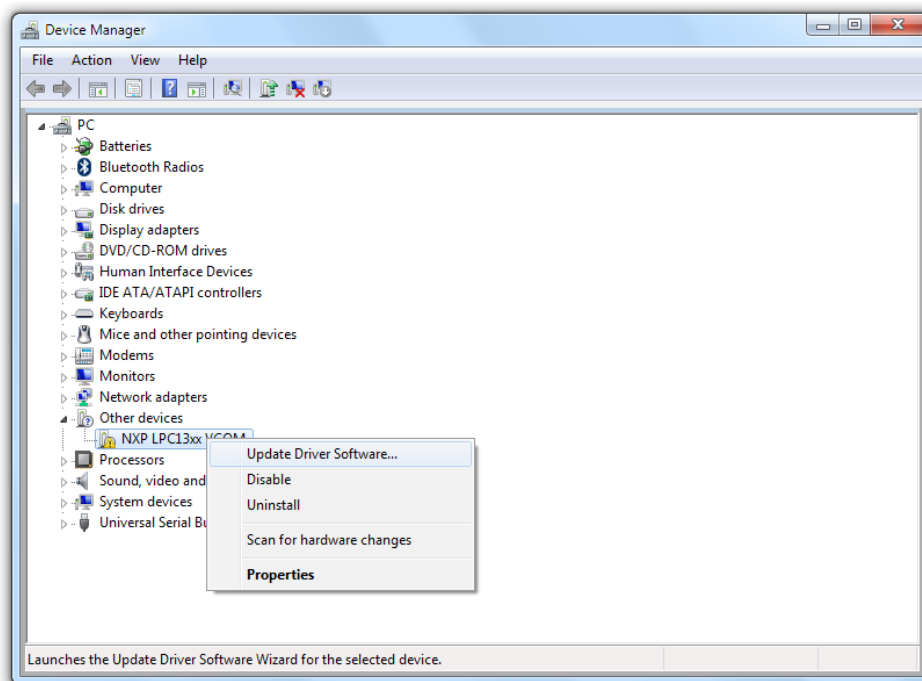 Device Manager
File Action View Help
PC
Batteries
Bluetooth Radios
Computer
Disk drives
Display adapters
DVD/CD-ROM drives
Human Interface Devices
IDE ATA/ATAPI controllers
Keyboards
Mice and other pointing devices
Modems
Monitors
Network adapters
Other devices
NXP LPC13xx VCOM
Update Driver Software...
Processors
Sound, video and
Disable
System devices
Uninstall
Universal Serial
Scan for hardware changes
Properties
Launches the Update Driver Software Wizard for the selected device.